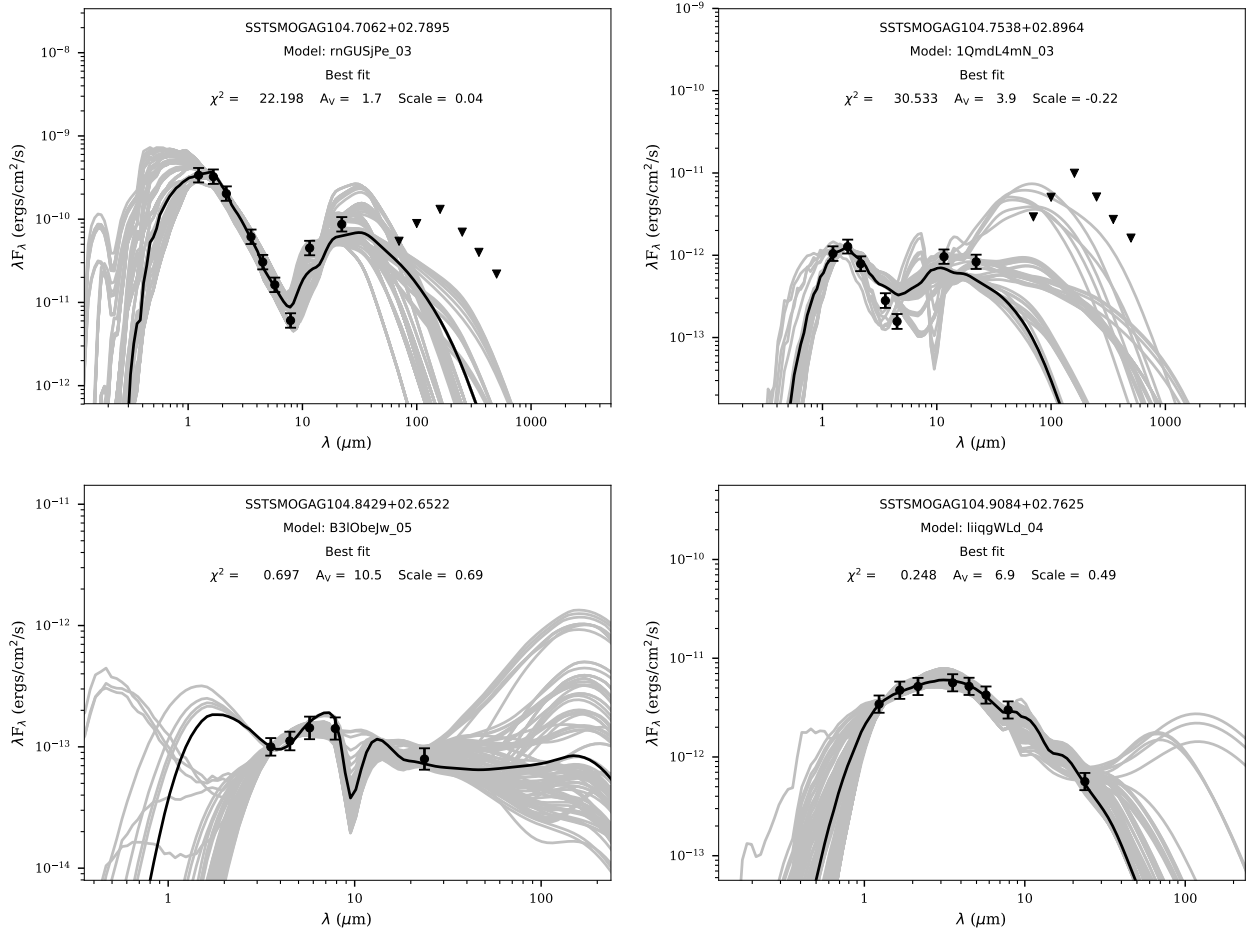 SSTSMOGAG104.7062+02.7895
Model: rnGUSjPe_03
Best fit
χ² = 22.198 A_V = 1.7 Scale = 0.04
10⁻⁸
10⁻⁹
10⁻¹⁰
10⁻¹¹
10⁻¹²
λF_λ (ergs/cm²/s)
1 10 100 1000
λ (μm)
SSTSMOGAG104.7538+02.8964
Model: 1QmdL4mN_03
Best fit
χ² = 30.533 A_V = 3.9 Scale = -0.22
10⁻⁹
10⁻¹⁰
10⁻¹¹
10⁻¹²
10⁻¹³
λF_λ (ergs/cm²/s)
1 10 100 1000
λ (μm)
SSTSMOGAG104.8429+02.6522
Model: B3lObeJw_05
Best fit
χ² = 0.697 A_V = 10.5 Scale = 0.69
10⁻¹¹
10⁻¹²
10⁻¹³
10⁻¹⁴
λF_λ (ergs/cm²/s)
1 10 100
λ (μm)
SSTSMOGAG104.9084+02.7625
Model: liiqgWLd_04
Best fit
χ² = 0.248 A_V = 6.9 Scale = 0.49
10⁻¹⁰
10⁻¹¹
10⁻¹²
10⁻¹³
λF_λ (ergs/cm²/s)
1 10 100
λ (μm)